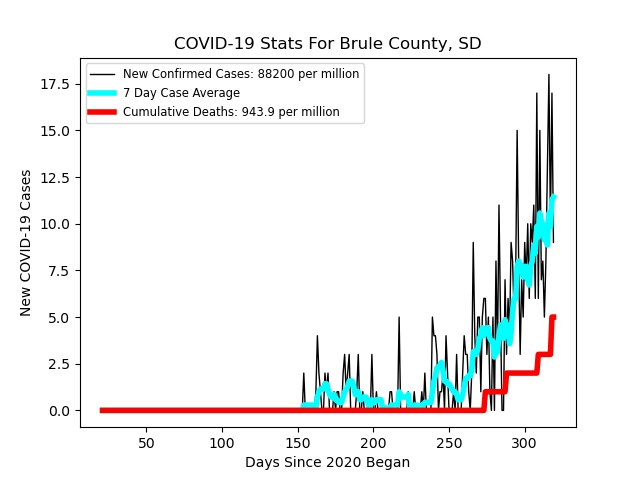 COVID-19 Stats For Brule County, SD
New Confirmed Cases: 88200 per million
7 Day Case Average
Cumulative Deaths: 943.9 per million
New COVID-19 Cases
17.5
15.0
12.5
10.0
7.5
5.0
2.5
0.0
50 100 150 200 250 300
Days Since 2020 Began